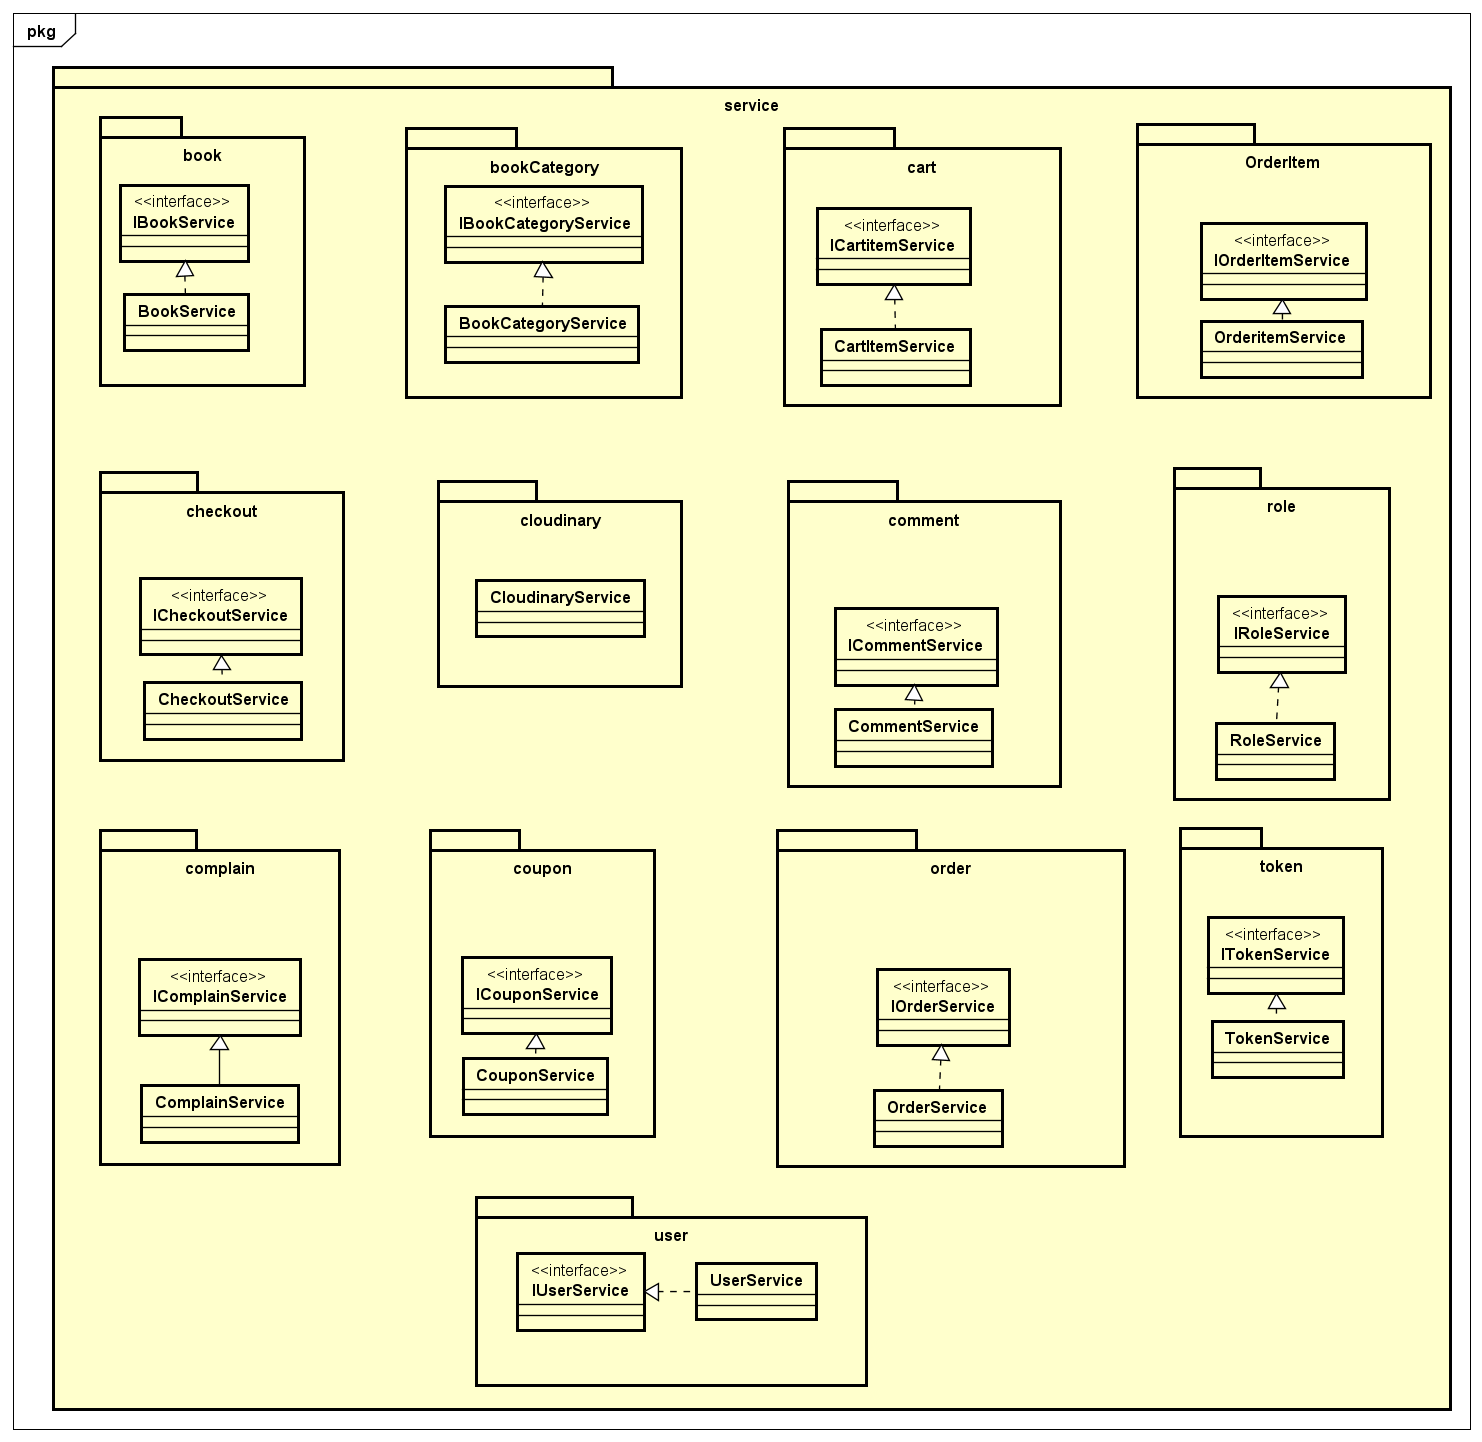 pkg
service
book
<<interface>>
IBookService
BookService
bookCategory
<<interface>>
IBookCategoryService
BookCategoryService
cart
<<interface>>
ICartitemService
CartItemService
OrderItem
<<interface>>
IOrderItemService
OrderitemService
checkout
<<interface>>
ICheckoutService
CheckoutService
cloudinary
CloudinaryService
comment
<<interface>>
ICommentService
CommentService
role
<<interface>>
IRoleService
RoleService
complain
<<interface>>
IComplainService
ComplainService
coupon
<<interface>>
ICouponService
CouponService
order
<<interface>>
IOrderService
OrderService
token
<<interface>>
ITokenService
TokenService
user
<<interface>>
IUserService
UserService